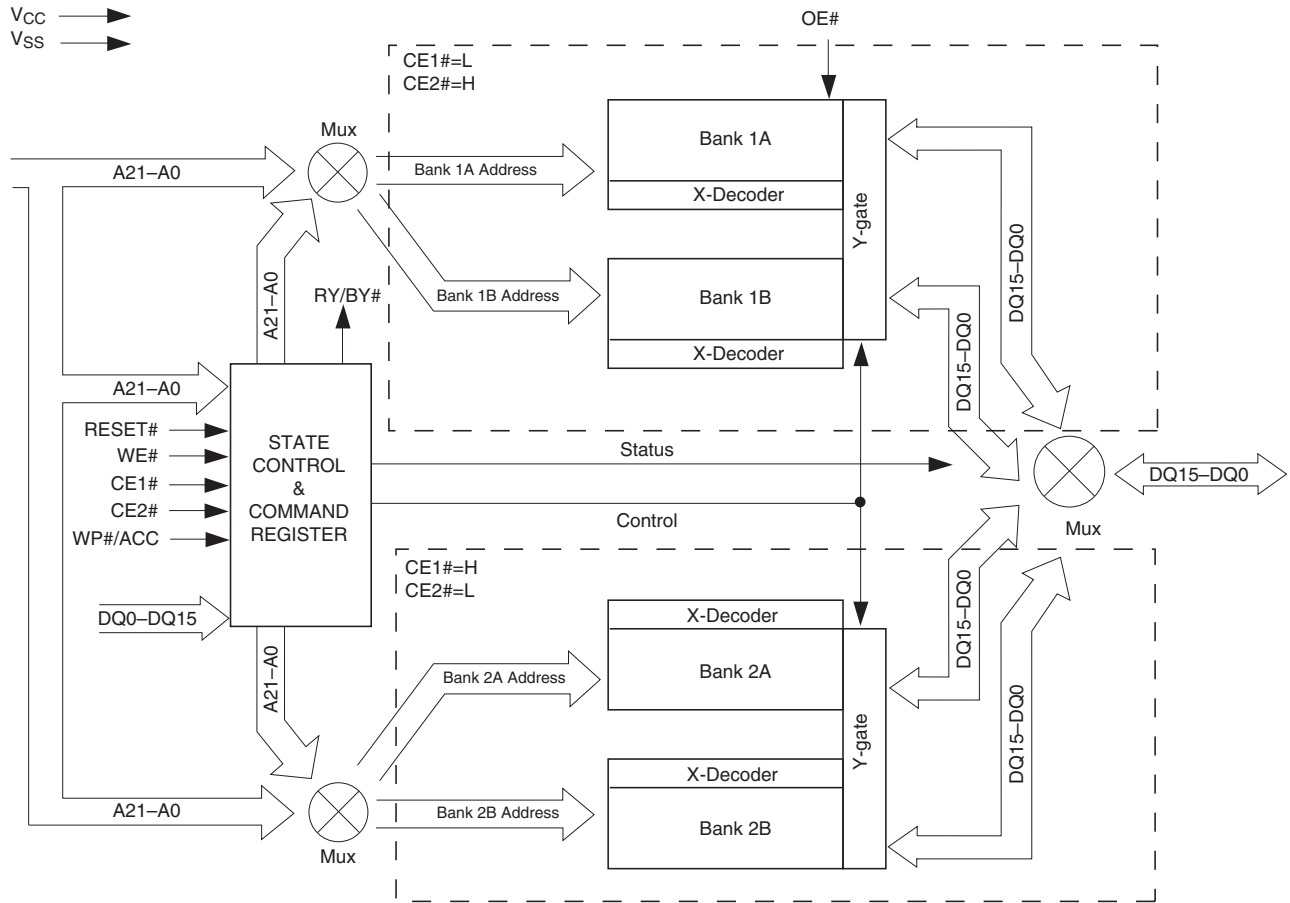 VCC
VSS
OE#
CE1#=L
CE2#=H
Mux
A21–A0
Bank 1A Address
Bank 1A
X-Decoder
Y-gate
Bank 1B Address
Bank 1B
X-Decoder
DQ15–DQ0
DQ15–DQ0
A21–A0
RY/BY#
A21–A0
RESET#
WE#
CE1#
CE2#
WP#/ACC
DQ0–DQ15
STATE
CONTROL
&
COMMAND
REGISTER
Status
Control
DQ15–DQ0
Mux
CE1#=H
CE2#=L
A21–A0
X-Decoder
Bank 2A
Bank 2A Address
Y-gate
DQ15–DQ0
DQ15–DQ0
X-Decoder
Bank 2B
Bank 2B Address
A21–A0
Mux